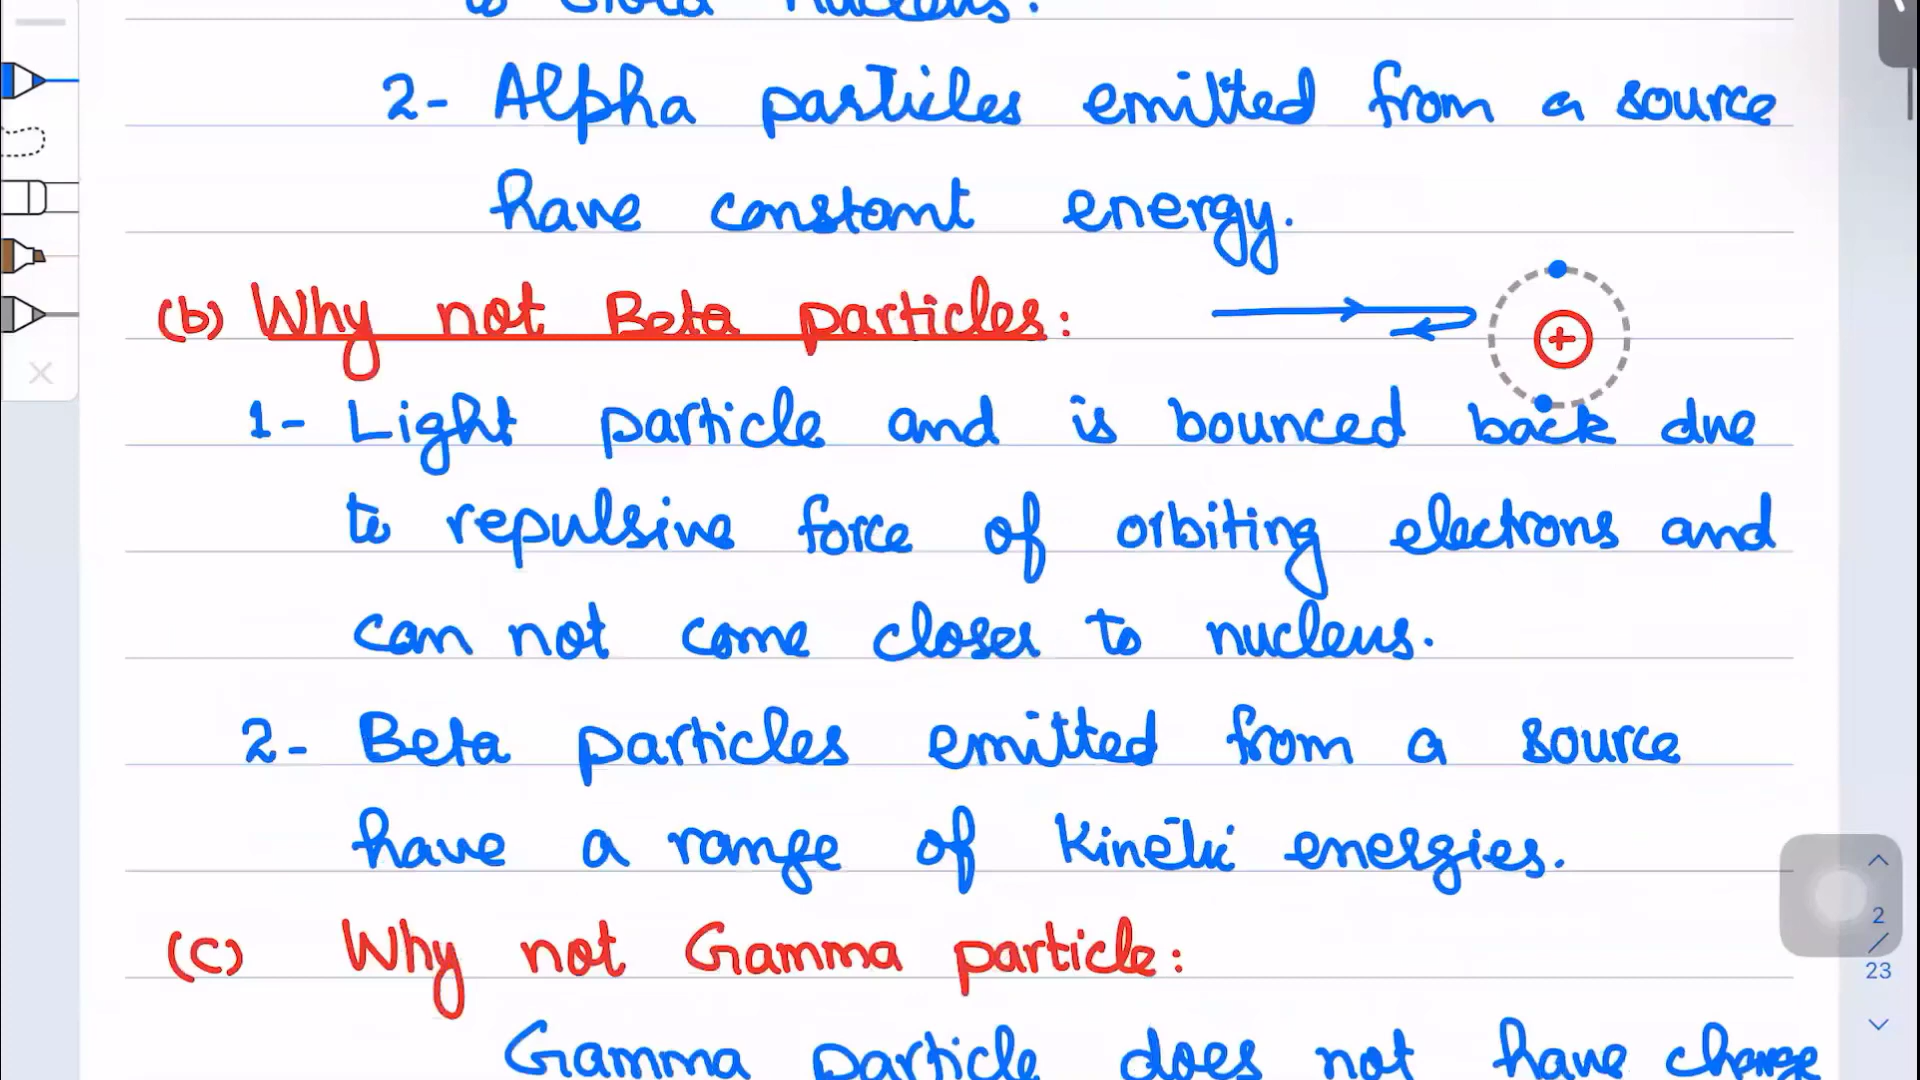 to Gold nucleus.
2- Alpha particles emitted from a source
have constant energy.
(b) Why not Beta particles:
+
1- Light particle and is bounced back due
to repulsive force of orbiting electrons and
can not come closer to nucleus.
2- Beta particles emitted from a source
have a range of Kinetic energies.
(c) Why not Gamma particle:
Gamma particle does not have charge
2
/
23